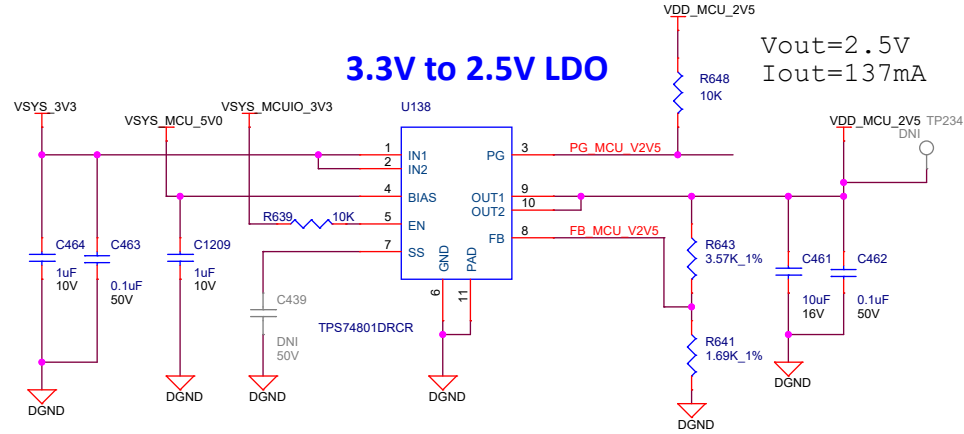 VDD_MCU_2V5
Vout=2.5V
Iout=137mA
3.3V to 2.5V LDO
R648
10K
VSYS_3V3
VSYS_MCU_5V0
VSYS_MCUIO_3V3
U138
VDD_MCU_2V5
TP234
DNI
1
IN1
2
IN2
PG
3
PG_MCU_V2V5
4
BIAS
OUT1
9
OUT2
10
R639
10K
5
EN
FB
8
FB_MCU_V2V5
7
SS
GND
PAD
6
11
C464
1uF
10V
C463
0.1uF
50V
C1209
1uF
10V
C439
DNI
50V
TPS74801DRCR
R643
3.57K_1%
R641
1.69K_1%
C461
10uF
16V
C462
0.1uF
50V
DGND
DGND
DGND
DGND
DGND
DGND